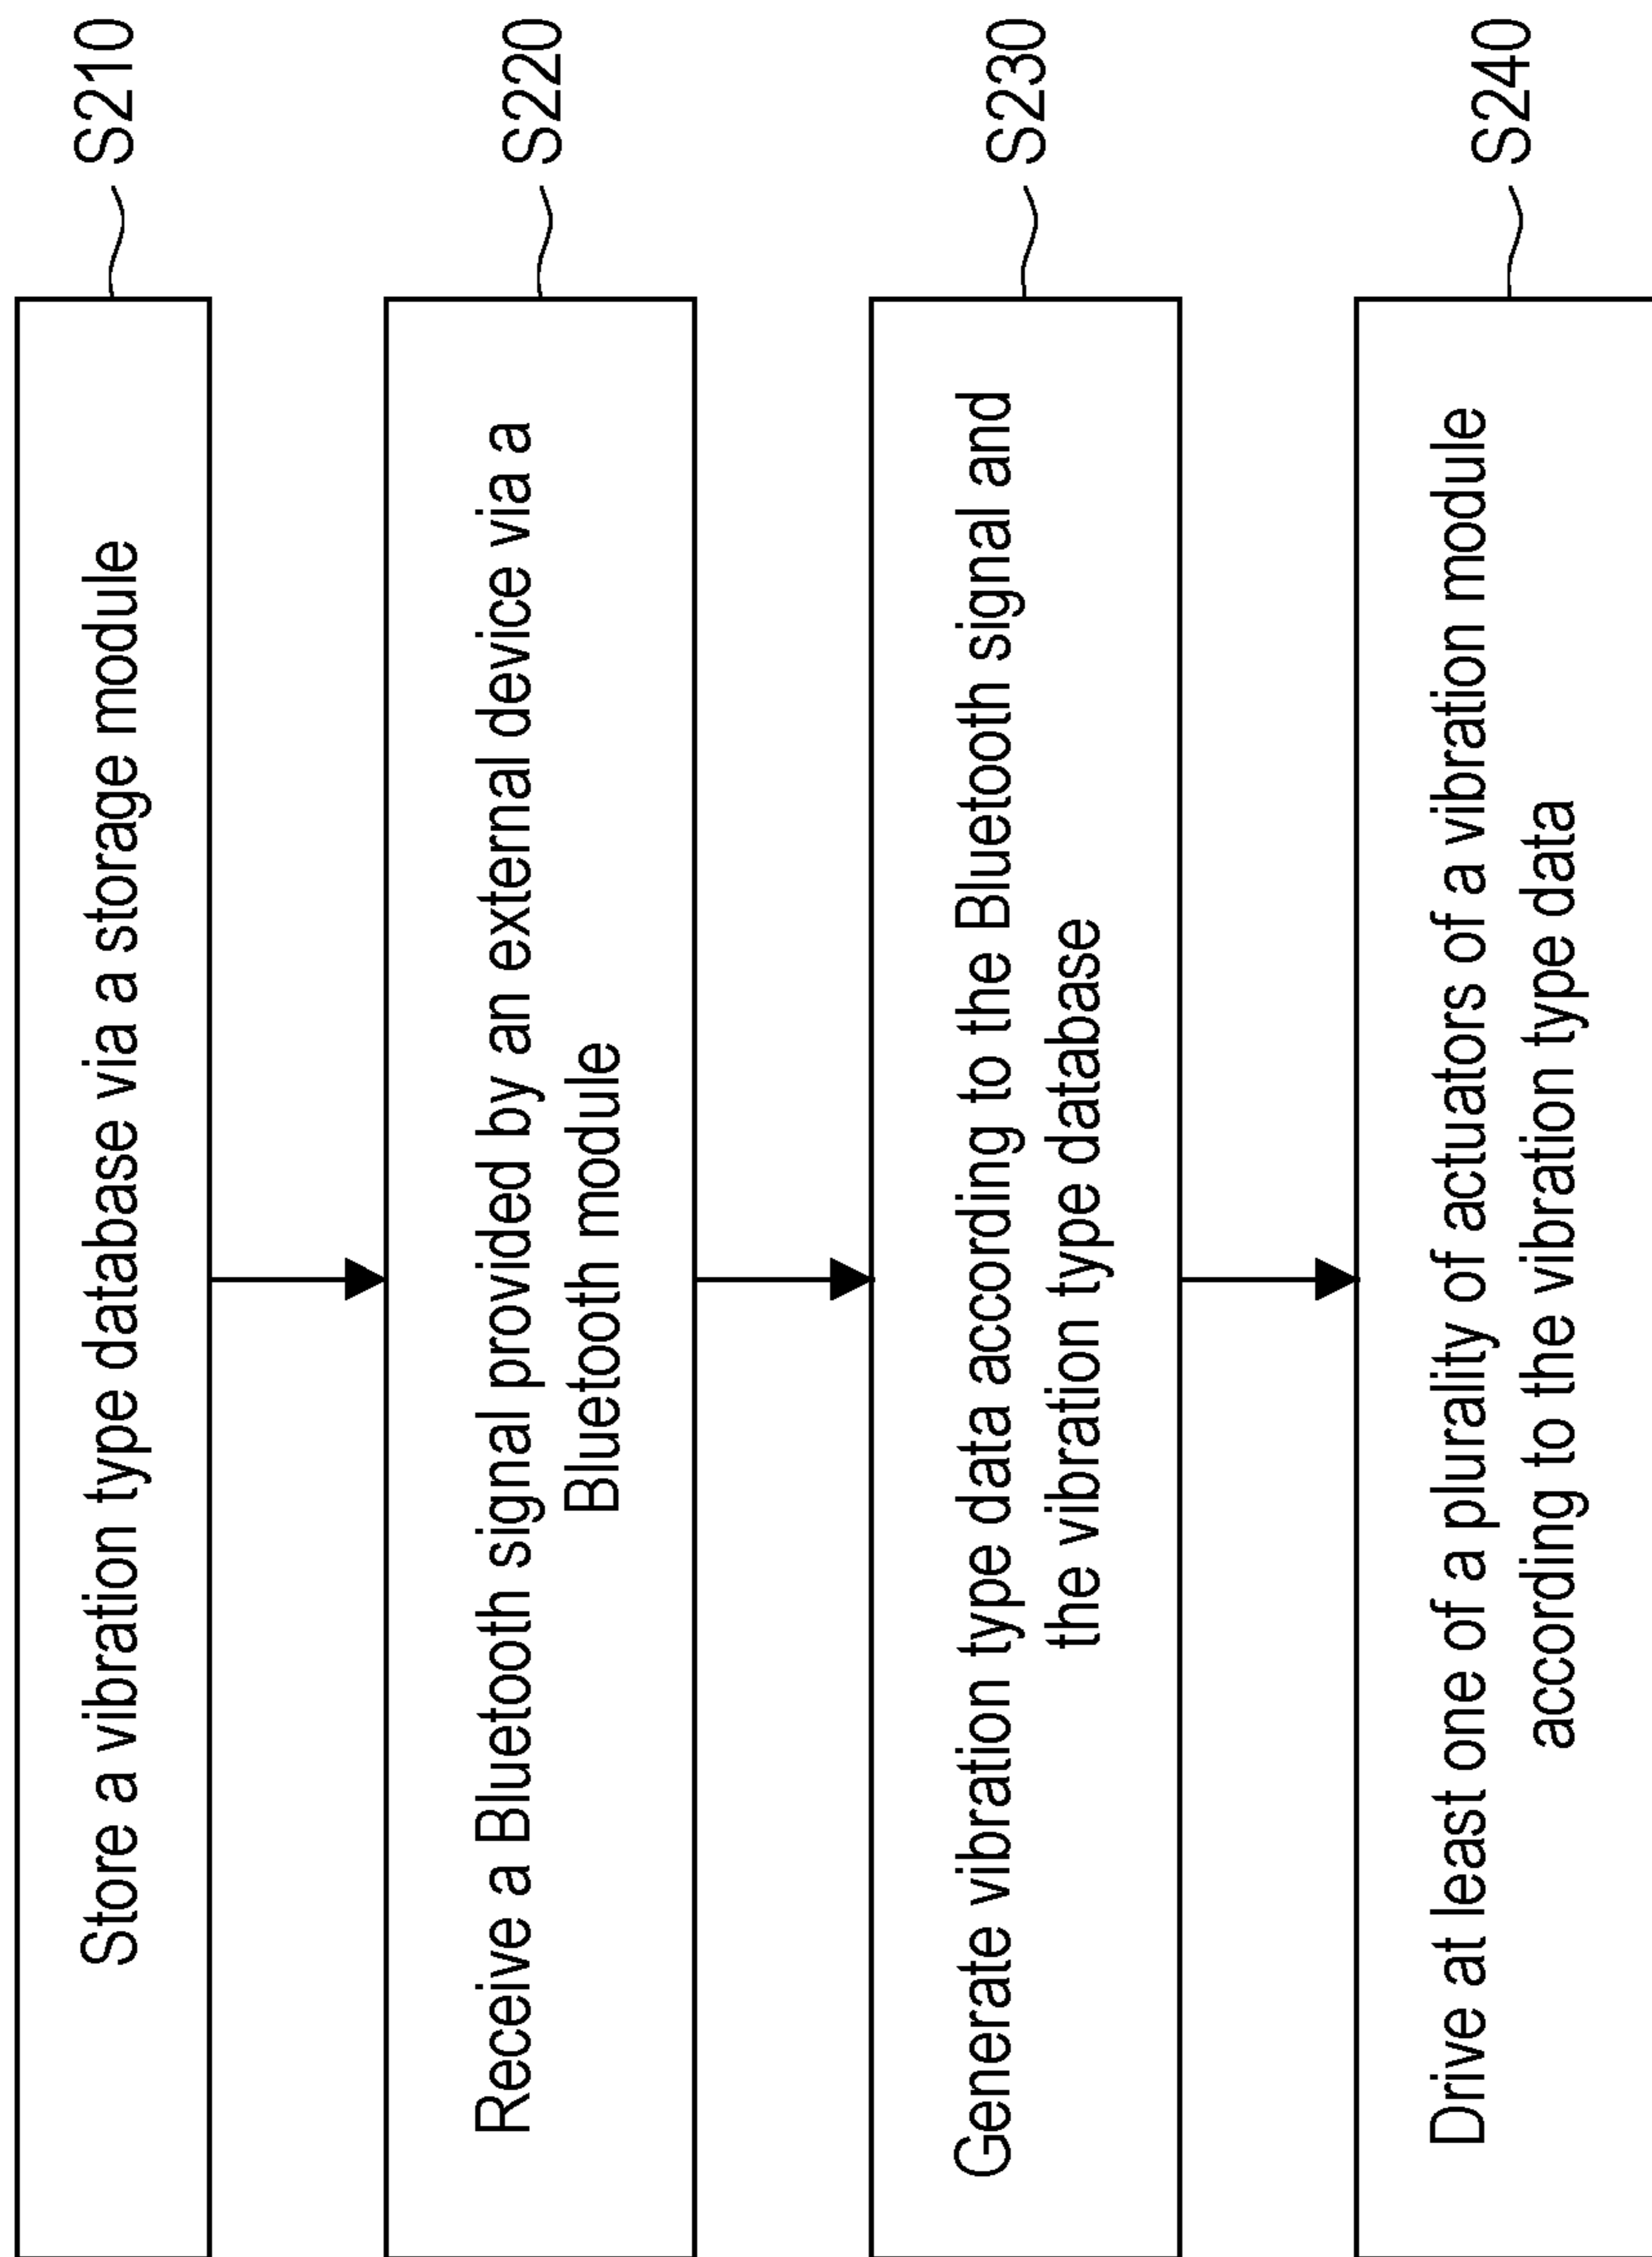 Store a vibration type database via a storage module
S210
Receive a Bluetooth signal provided by an external device via a
Bluetooth module
S220
Generate vibration type data according to the Bluetooth signal and
the vibration type database
S230
Drive at least one of a plurality of actuators of a vibration module
according to the vibration type data
S240